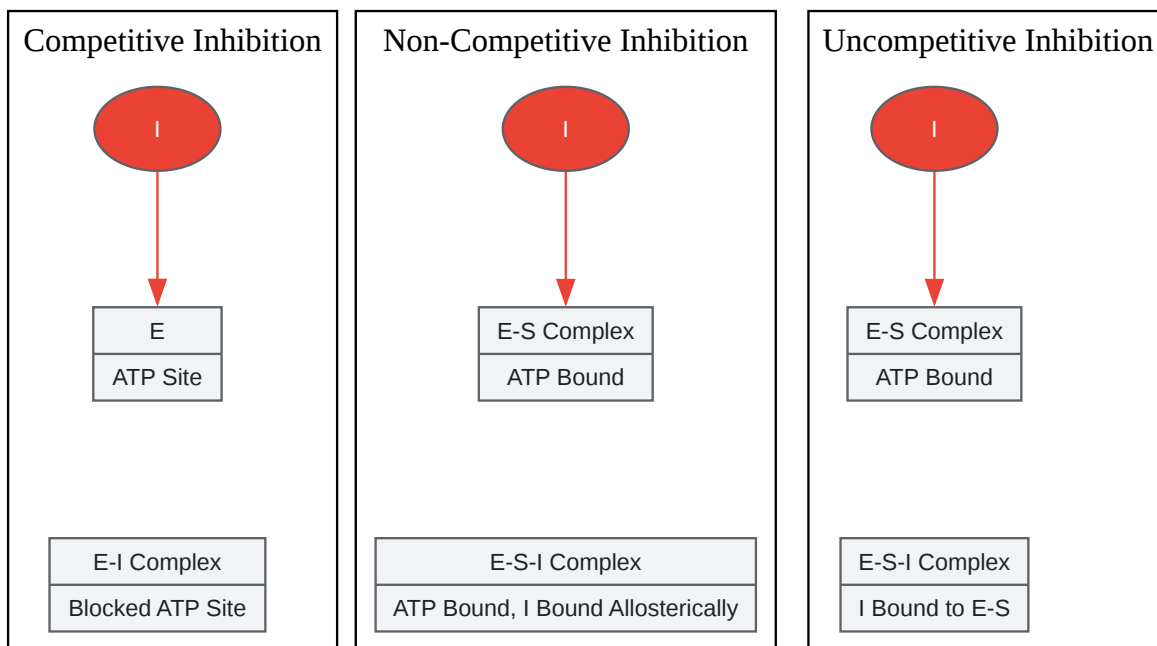 Competitive Inhibition
I
E
ATP Site
E-I Complex
Blocked ATP Site
Non-Competitive Inhibition
I
E-S Complex
ATP Bound
E-S-I Complex
ATP Bound, I Bound Allosterically
Uncompetitive Inhibition
I
E-S Complex
ATP Bound
E-S-I Complex
I Bound to E-S